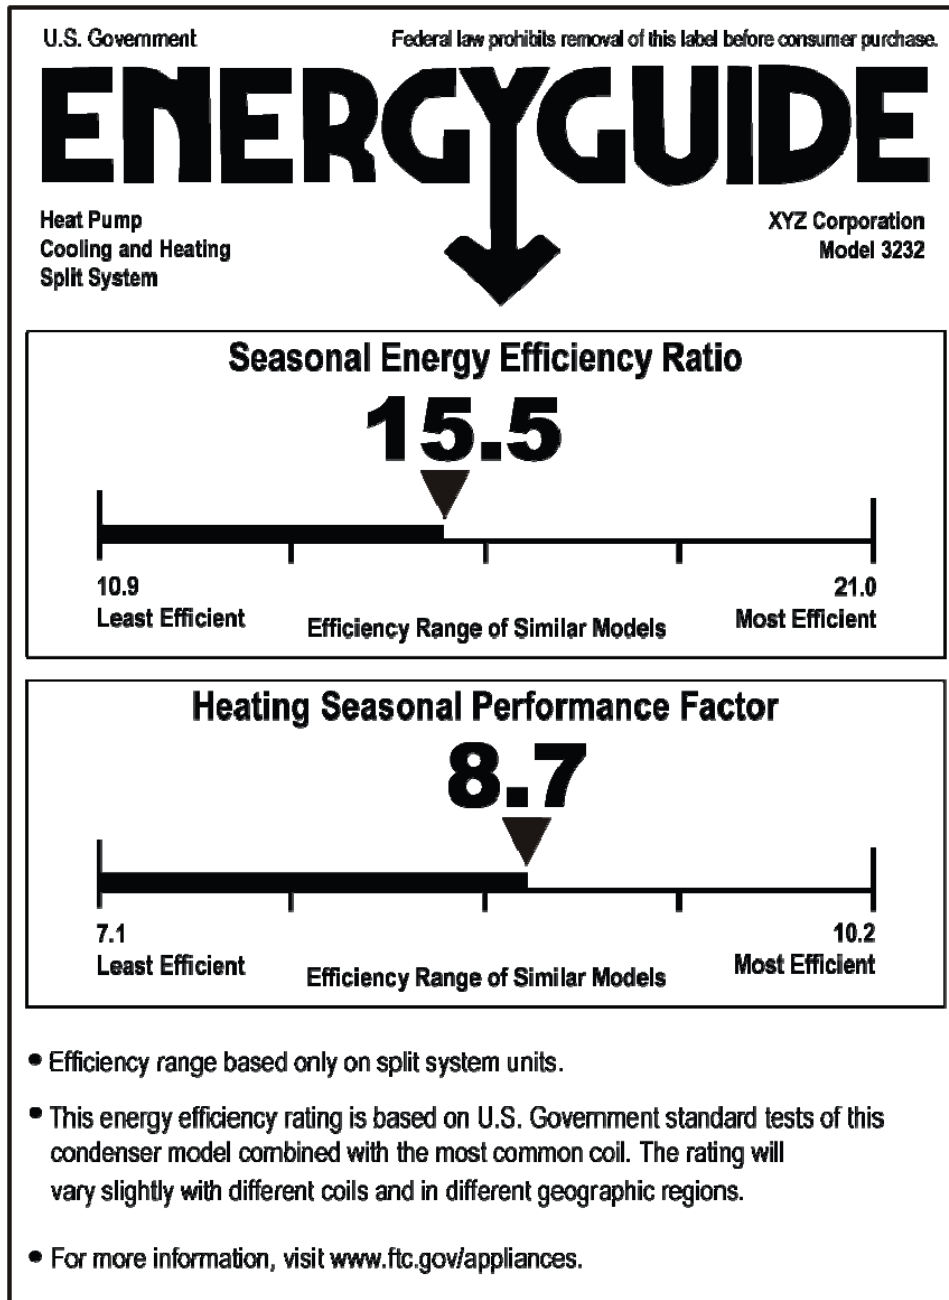 U.S. Government
Federal law prohibits removal of this label before consumer purchase.
ENERGYGUIDE
Heat Pump
Cooling and Heating
Split System
XYZ Corporation
Model 3232
Seasonal Energy Efficiency Ratio
15.5
10.9
Least Efficient
Efficiency Range of Similar Models
21.0
Most Efficient
Heating Seasonal Performance Factor
8.7
7.1
Least Efficient
Efficiency Range of Similar Models
10.2
Most Efficient
• Efficiency range based only on split system units.
• This energy efficiency rating is based on U.S. Government standard tests of this
condenser model combined with the most common coil. The rating will
vary slightly with different coils and in different geographic regions.
• For more information, visit www.ftc.gov/appliances.